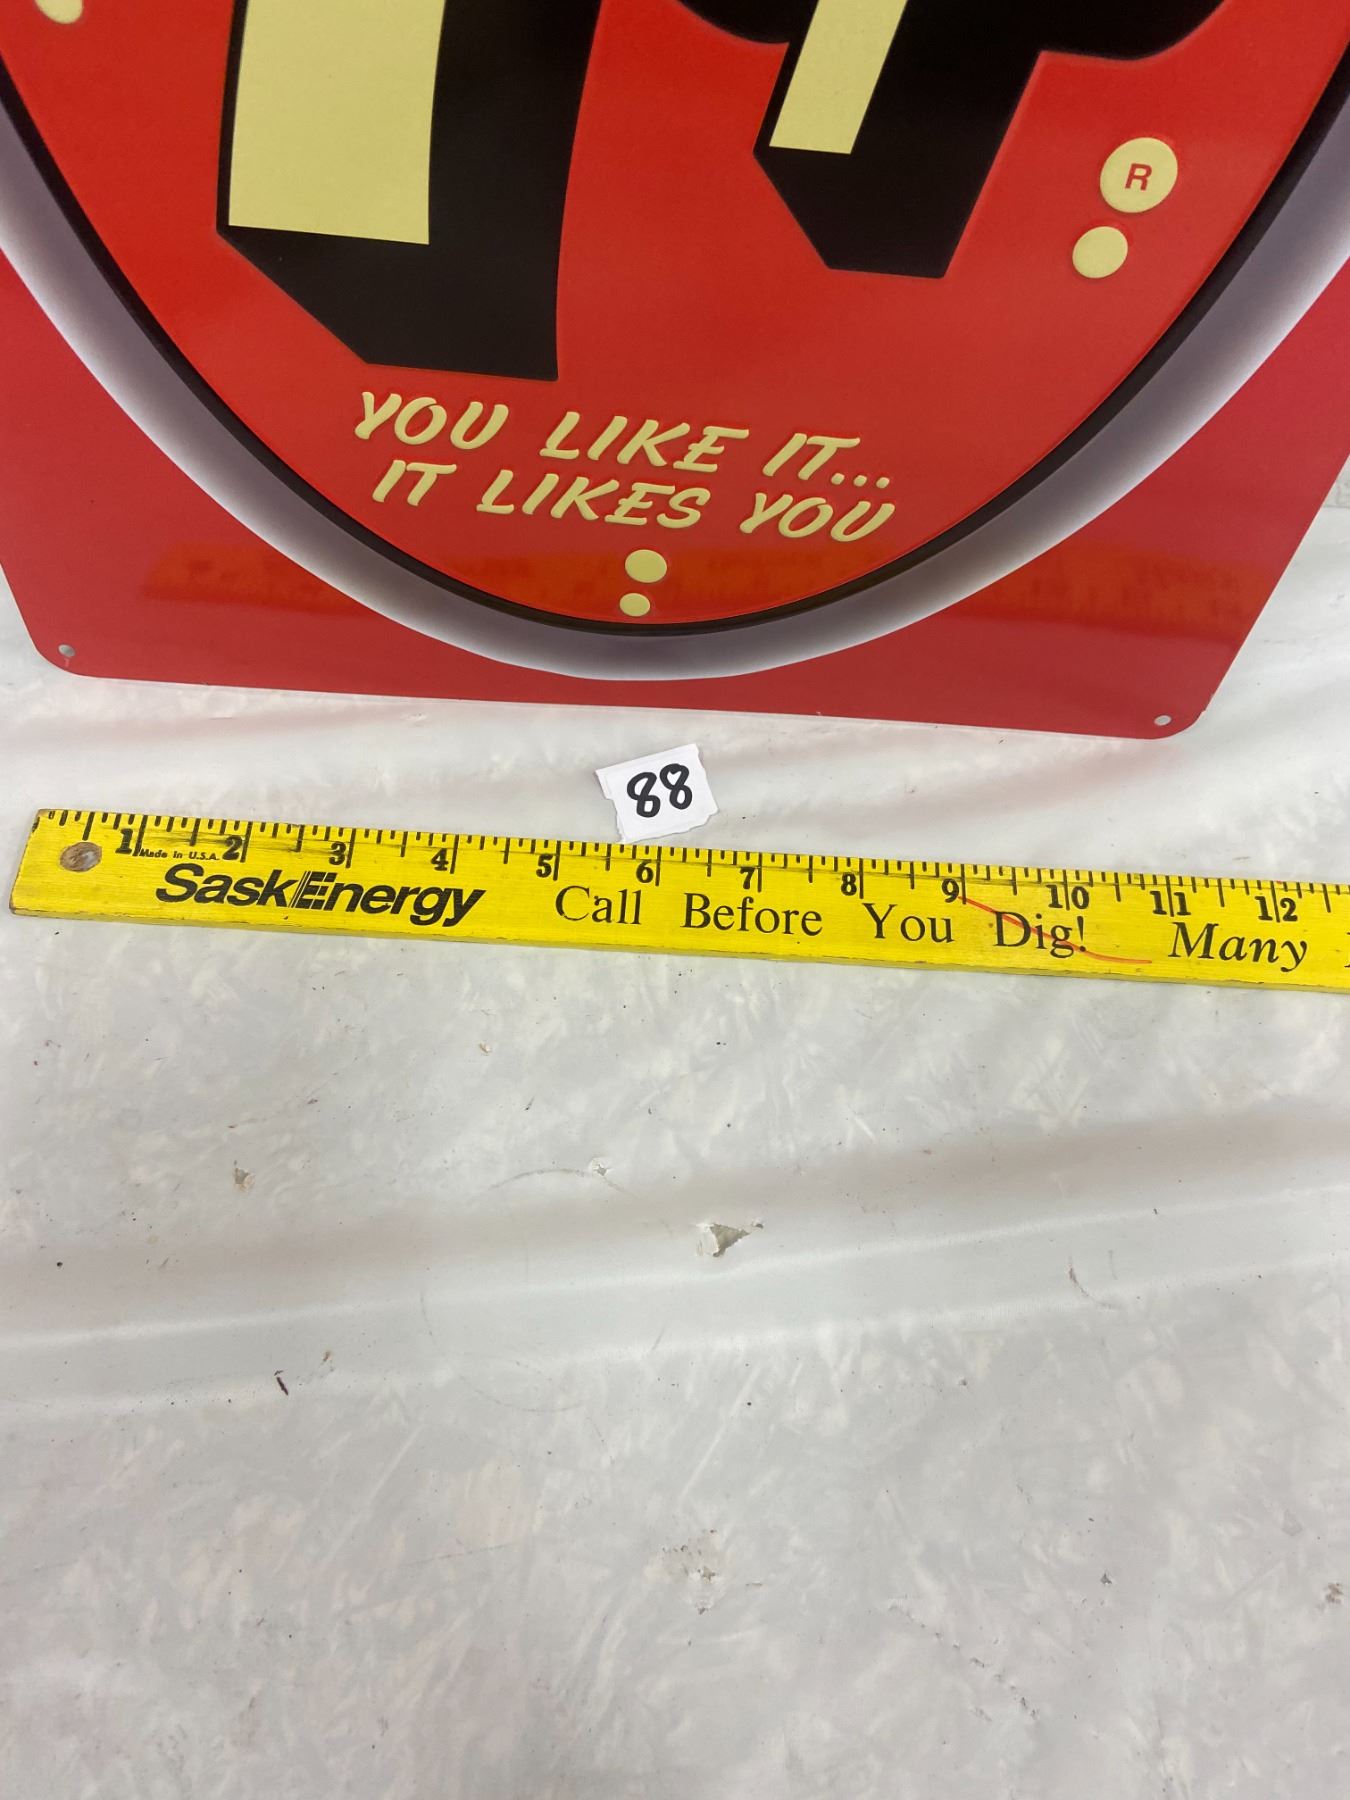 R
YOU LIKE IT...
IT LIKES YOU
88
1 2 3 4 5 6 7 8 9 10 11 12
Made in U.S.A.
SaskEnergy Call Before You Dig! Many